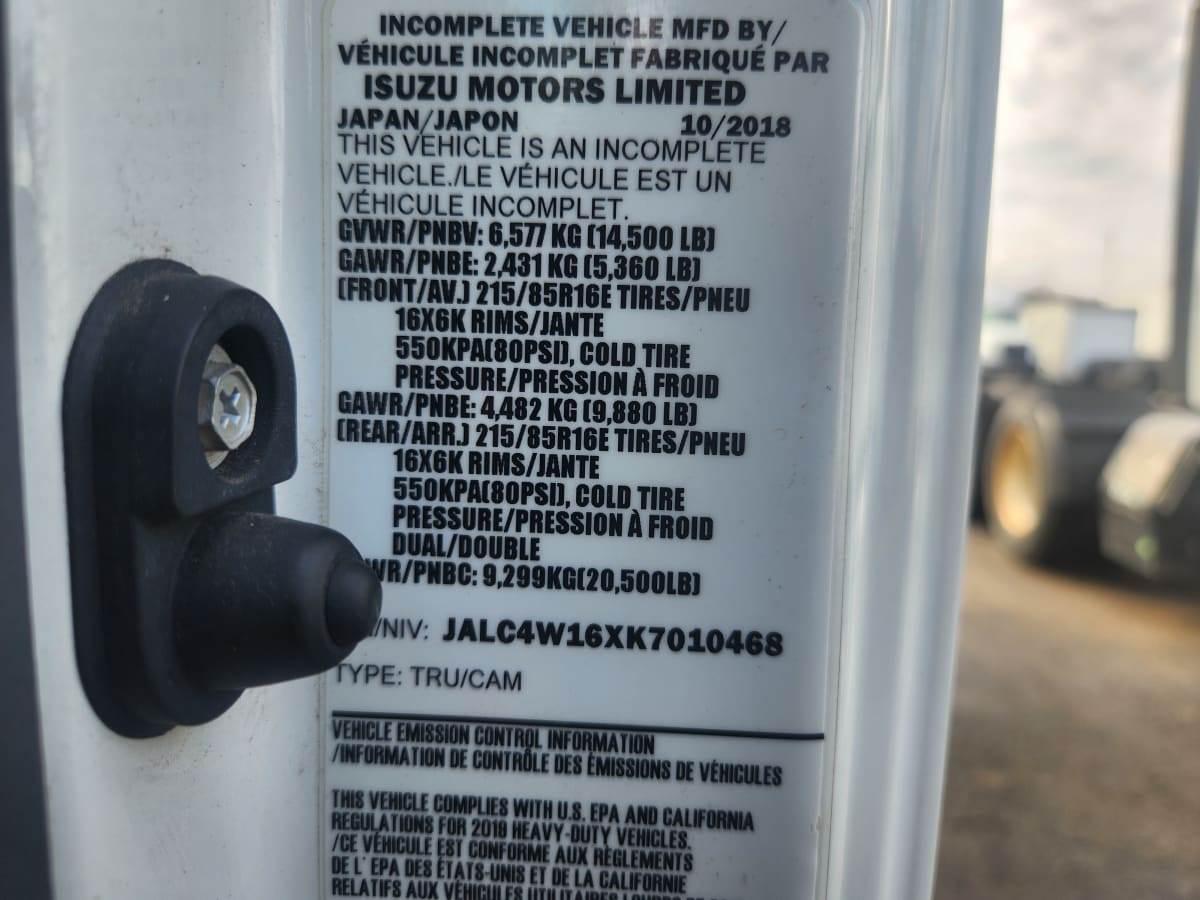 INCOMPLETE VEHICLE MFD BY/
VÉHICULE INCOMPLET FABRIQUÉ PAR
ISUZU MOTORS LIMITED
JAPAN/JAPON 10/2018
THIS VEHICLE IS AN INCOMPLETE
VEHICLE./LE VÉHICULE EST UN
VÉHICULE INCOMPLET.
GVWR/PNBV: 6,577 KG (14,500 LB)
GAWR/PNBE: 2,431 KG (5,360 LB)
(FRONT/AV.) 215/85R16E TIRES/PNEU
16X6K RIMS/JANTE
550KPA(80PSI), COLD TIRE
PRESSURE/PRESSION À FROID
GAWR/PNBE: 4,482 KG (9,880 LB)
(REAR/ARR.) 215/85R16E TIRES/PNEU
16X6K RIMS/JANTE
550KPA(80PSI), COLD TIRE
PRESSURE/PRESSION À FROID
DUAL/DOUBLE
WR/PNBC: 9,299KG(20,500LB)
/NIV: JALC4W16XK7010468
TYPE: TRU/CAM
VEHICLE EMISSION CONTROL INFORMATION
/INFORMATION DE CONTRÔLE DES ÉMISSIONS DE VÉHICULES
THIS VEHICLE COMPLIES WITH U.S. EPA AND CALIFORNIA
REGULATIONS FOR 2019 HEAVY-DUTY VEHICLES.
/CE VÉHICULE EST CONFORME AUX RÈGLEMENTS
DE L'EPA DES ÉTATS-UNIS ET DE LA CALIFORNIE
RELATIFS AUX VÉHICULES UTILITAIRES